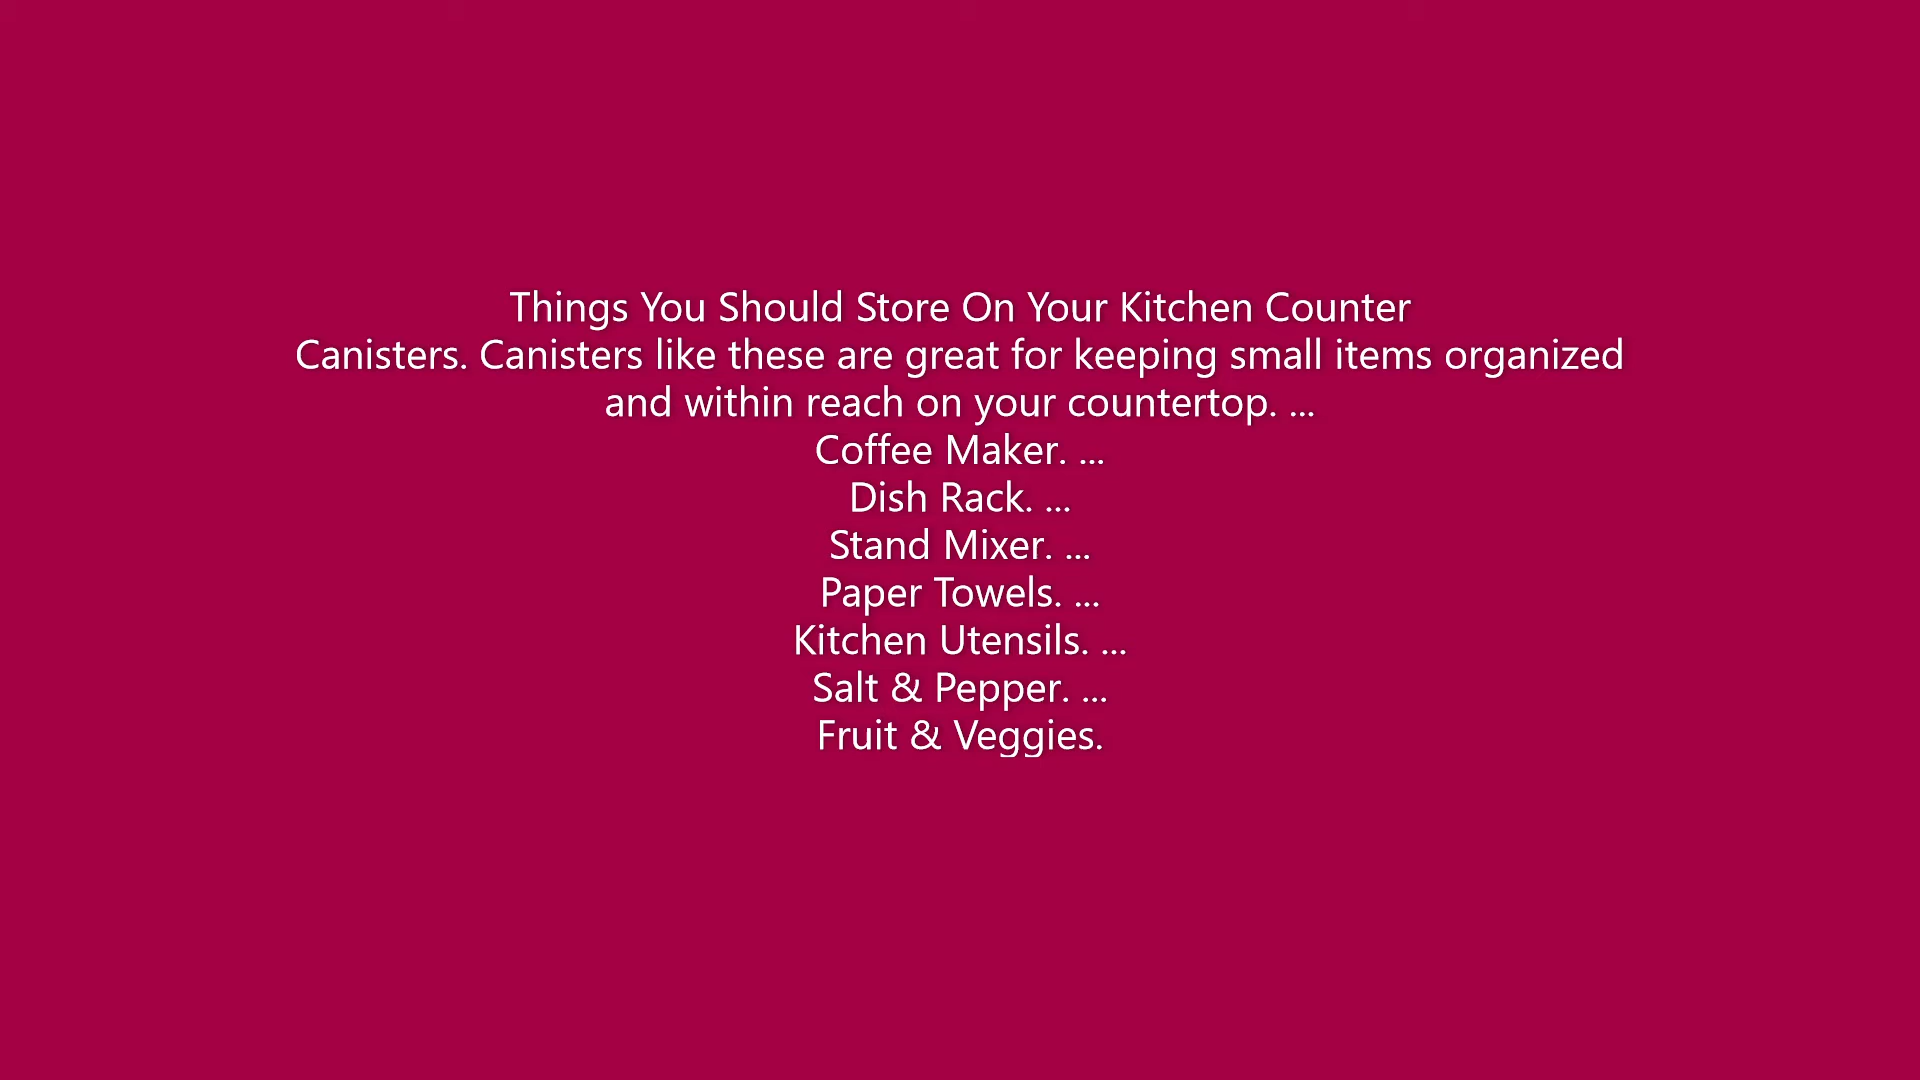 Things You Should Store On Your Kitchen Counter
Canisters. Canisters like these are great for keeping small items organized
and within reach on your countertop. ...
Coffee Maker. ...
Dish Rack. ...
Stand Mixer. ...
Paper Towels. ...
Kitchen Utensils. ...
Salt & Pepper. ...
Fruit & Veggies.